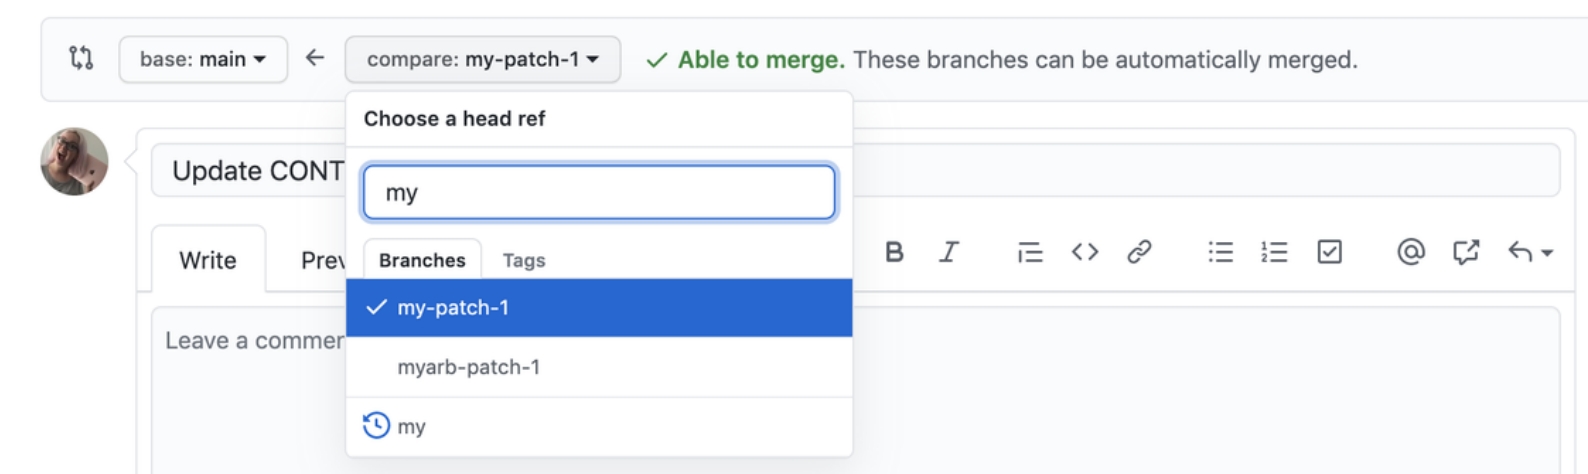 base: main compare: my-patch-1 Able to merge. These branches can be automatically merged.
Choose a head ref
Update CONT
my
Write Prev Branches Tags
my-patch-1
Leave a commer
myarb-patch-1
my